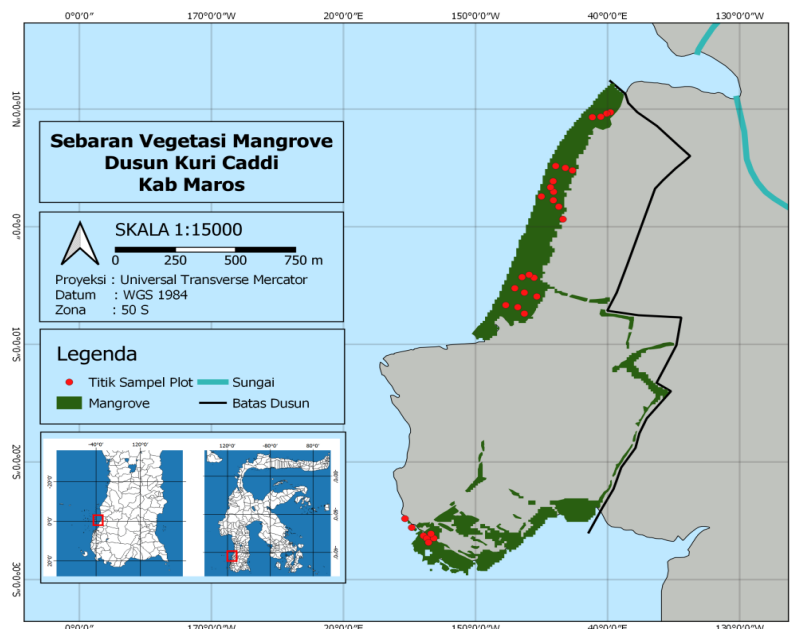 0°0'0"
170°0'0"W
20°0'0"W
150°0'0"W
40°0'0"W
130°0'0"W
10°0'0"N
0°0'0"
10°0'0"S
20°0'0"S
30°0'0"S
Sebaran Vegetasi Mangrove
Dusun Kuri Caddi
Kab Maros
SKALA 1:15000
0 250 500 750 m
Proyeksi : Universal Transverse Mercator
Datum : WGS 1984
Zona : 50 S
Legenda
Titik Sampel Plot Sungai
Mangrove Batas Dusun
-40°0' 120°0'
120°0' -80°0' 80°0'
0°0'0"
170°0'0"W
20°0'0"W
150°0'0"W
40°0'0"W
130°0'0"W